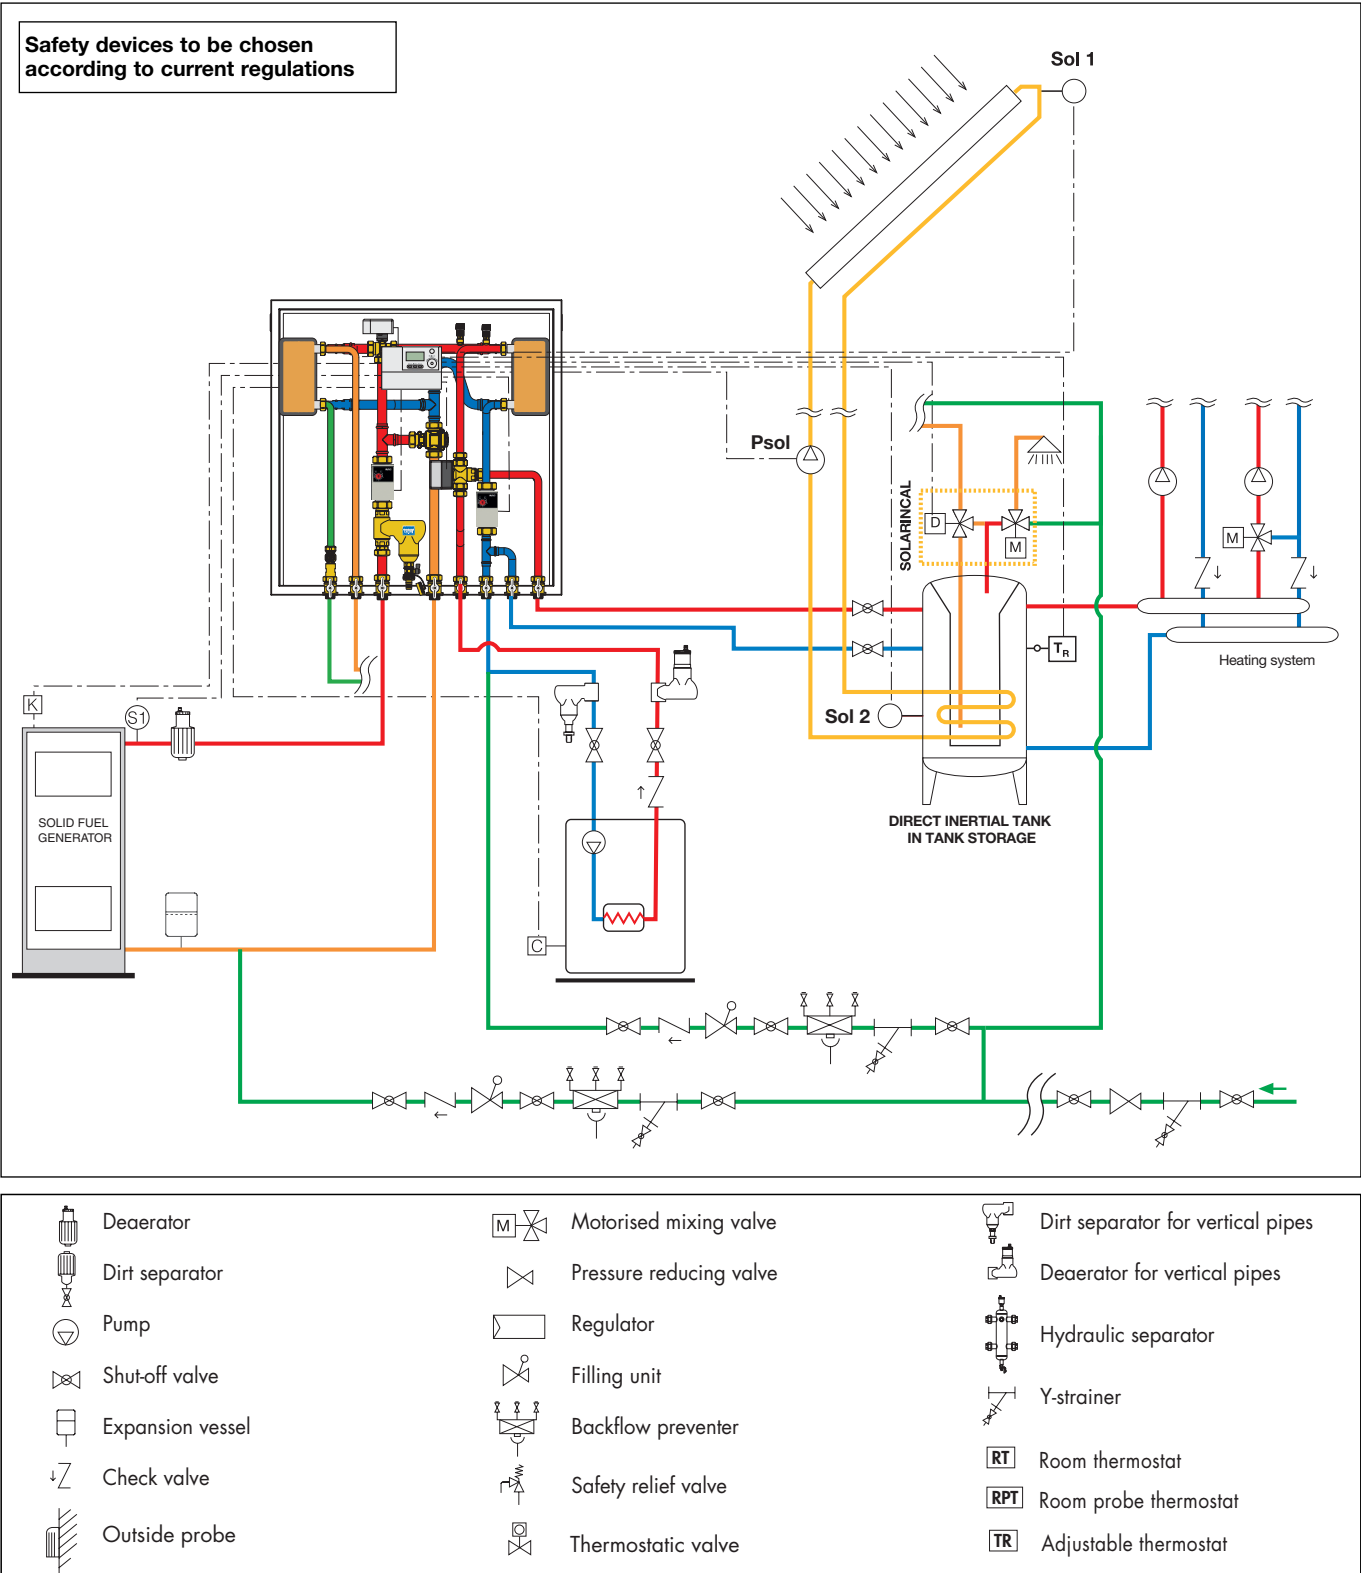 Safety devices to be chosen
according to current regulations
Sol 1
Psol
SOLARINCAL
D
M
M
TR
Heating system
K
S1
Sol 2
SOLID FUEL
GENERATOR
DIRECT INERTIAL TANK
IN TANK STORAGE
C
Deaerator
Dirt separator
Pump
Shut-off valve
Expansion vessel
Check valve
Outside probe
M
Motorised mixing valve
Pressure reducing valve
Regulator
Filling unit
Backflow preventer
Safety relief valve
Thermostatic valve
Dirt separator for vertical pipes
Deaerator for vertical pipes
Hydraulic separator
Y-strainer
RT Room thermostat
RPT Room probe thermostat
TR Adjustable thermostat